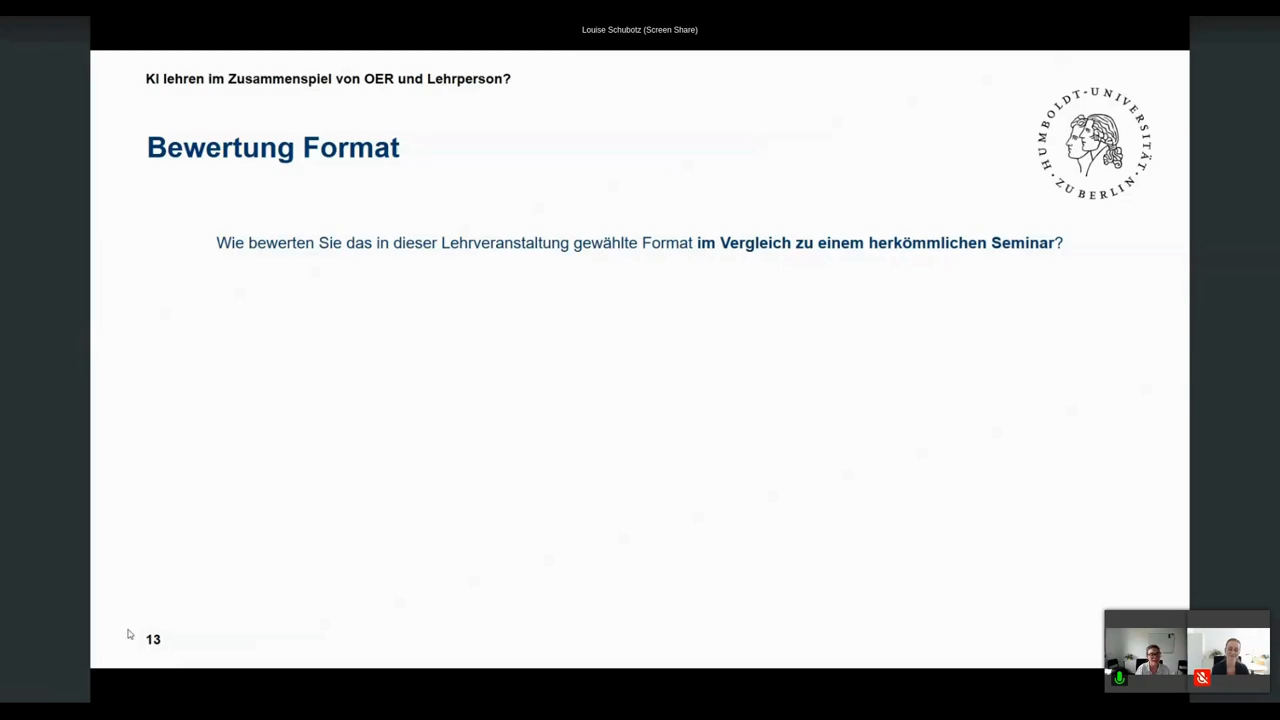 Louise Schubotz (Screen Share)
KI lehren im Zusammenspiel von OER und Lehrperson?
Bewertung Format
HUMBOLDT-UNIVERSITÄT · ZU BERLIN ·
Wie bewerten Sie das in dieser Lehrveranstaltung gewählte Format im Vergleich zu einem herkömmlichen Seminar?
13